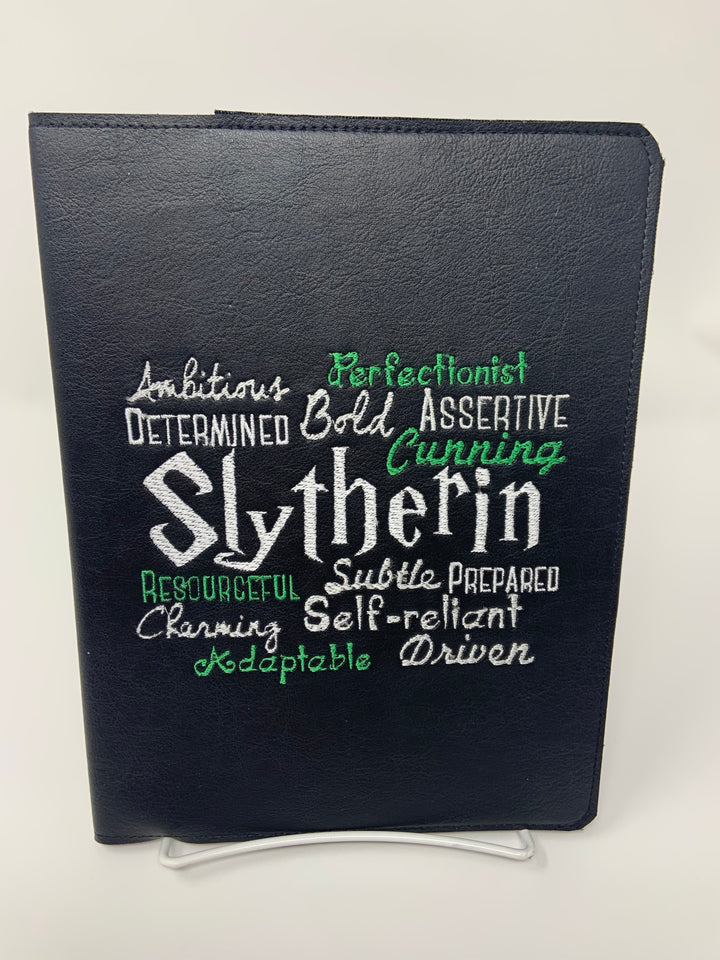 Ambitious Perfectionist
DETERMINED Bold ASSERTIVE
Cunning
Slytherin
RESOURCEFUL Subtle PREPARED
Charming Self-reliant
Adaptable Driven